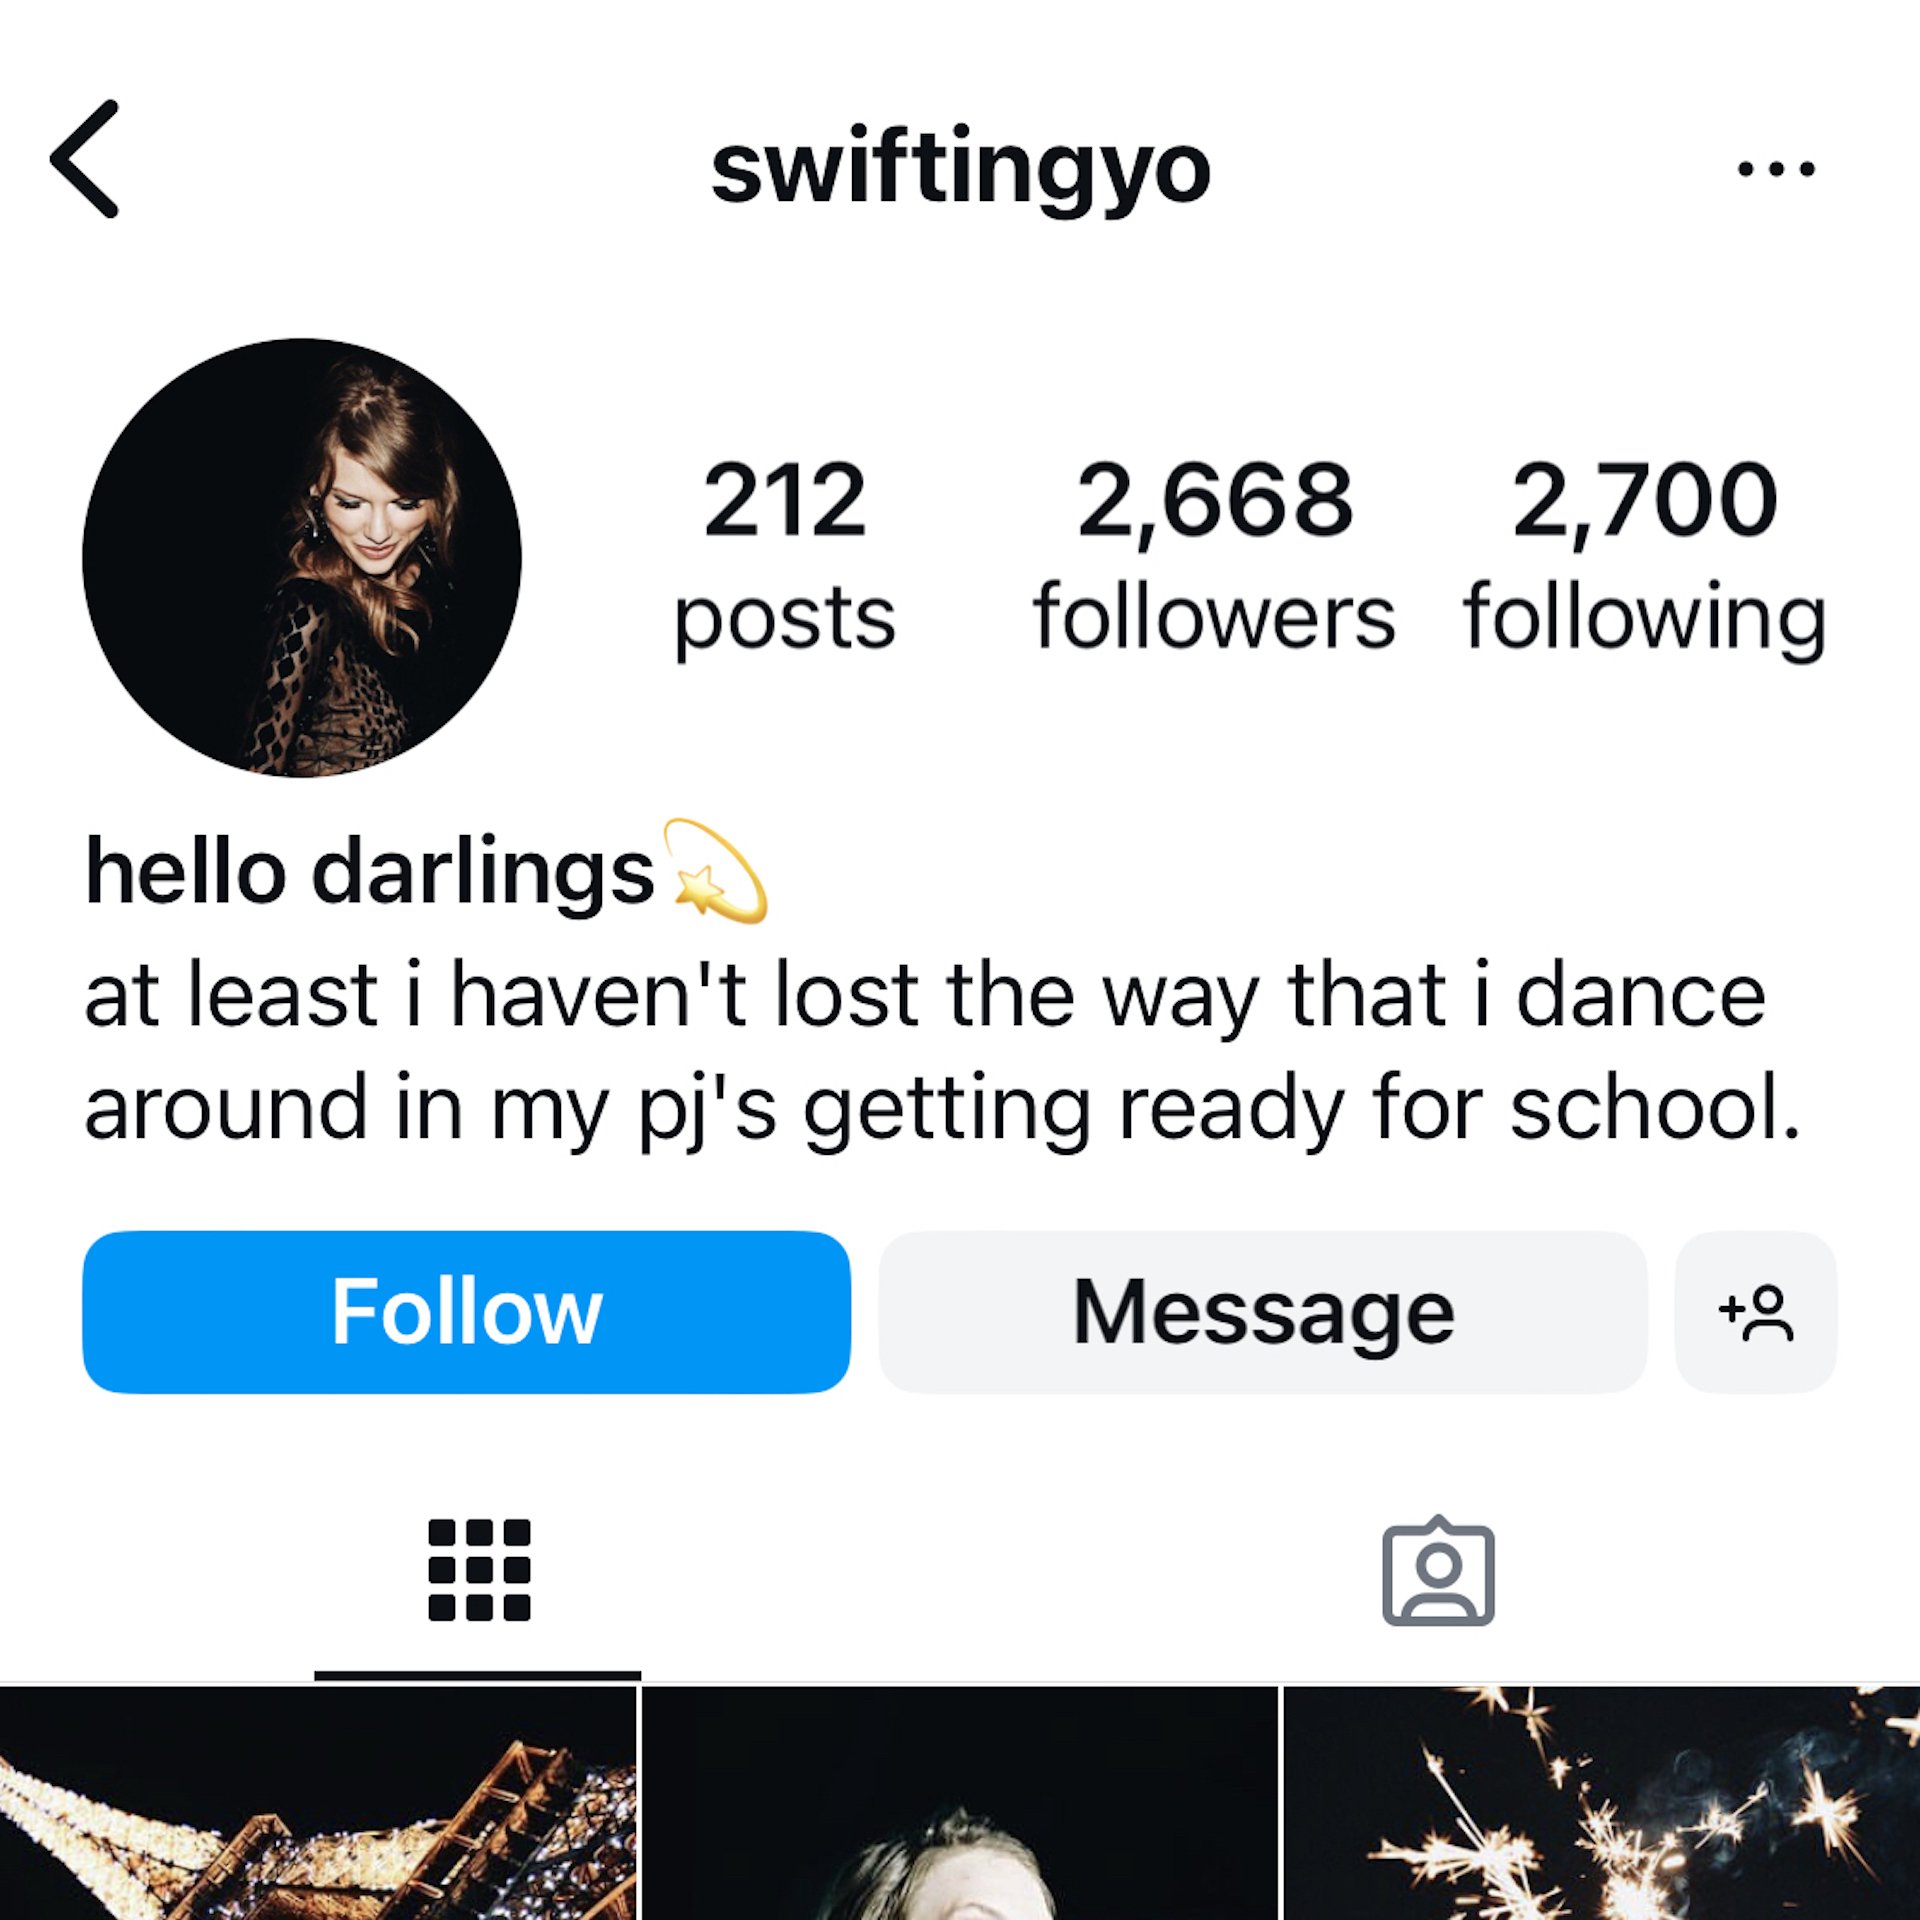 swiftingyo
212 2,668 2,700
posts followers following
hello darlings💫
at least i haven't lost the way that i dance
around in my pj's getting ready for school.
Follow Message